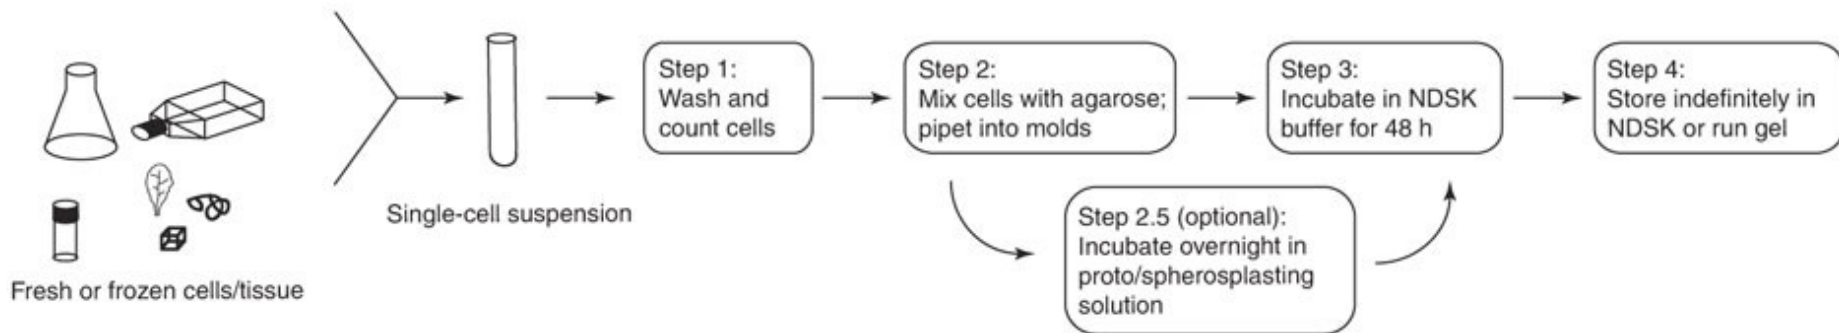 Fresh or frozen cells/tissue
Single-cell suspension
Step 1:
Wash and
count cells
Step 2:
Mix cells with agarose;
pipet into molds
Step 2.5 (optional):
Incubate overnight in
proto/spherosplasting
solution
Step 3:
Incubate in NDSK
buffer for 48 h
Step 4:
Store indefinitely in
NDSK or run gel